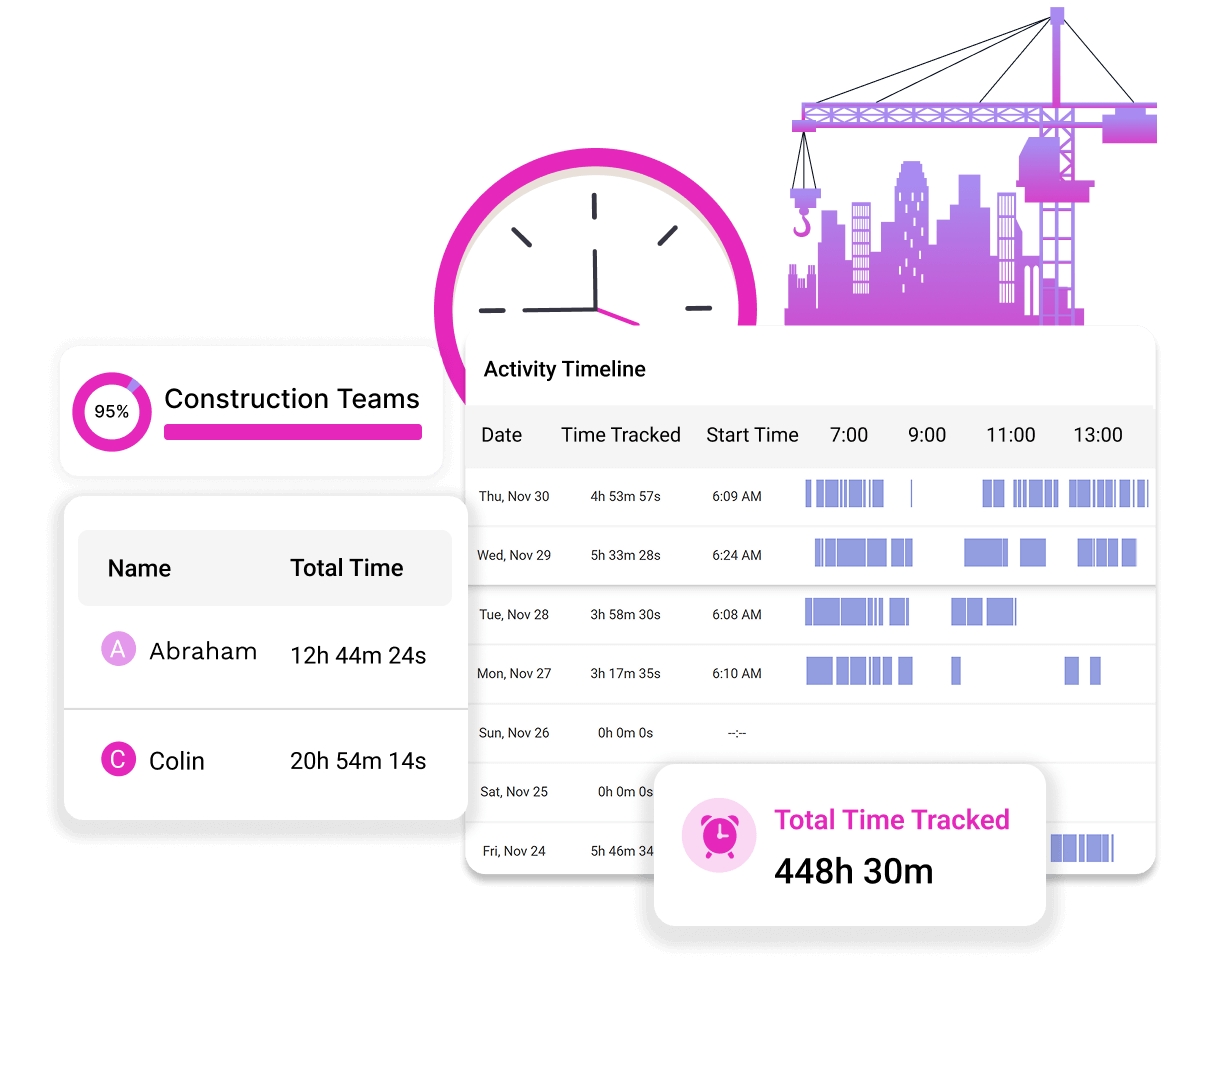 95%
Construction Teams
Name Total Time
A Abraham 12h 44m 24s
C Colin 20h 54m 14s
Activity Timeline
Date Time Tracked Start Time 7:00 9:00 11:00 13:00
Thu, Nov 30 4h 53m 57s 6:09 AM
Wed, Nov 29 5h 33m 28s 6:24 AM
Tue, Nov 28 3h 58m 30s 6:08 AM
Mon, Nov 27 3h 17m 35s 6:10 AM
Sun, Nov 26 0h 0m 0s --:--
Sat, Nov 25 0h 0m 0s
Fri, Nov 24 5h 46m 34
Total Time Tracked
448h 30m